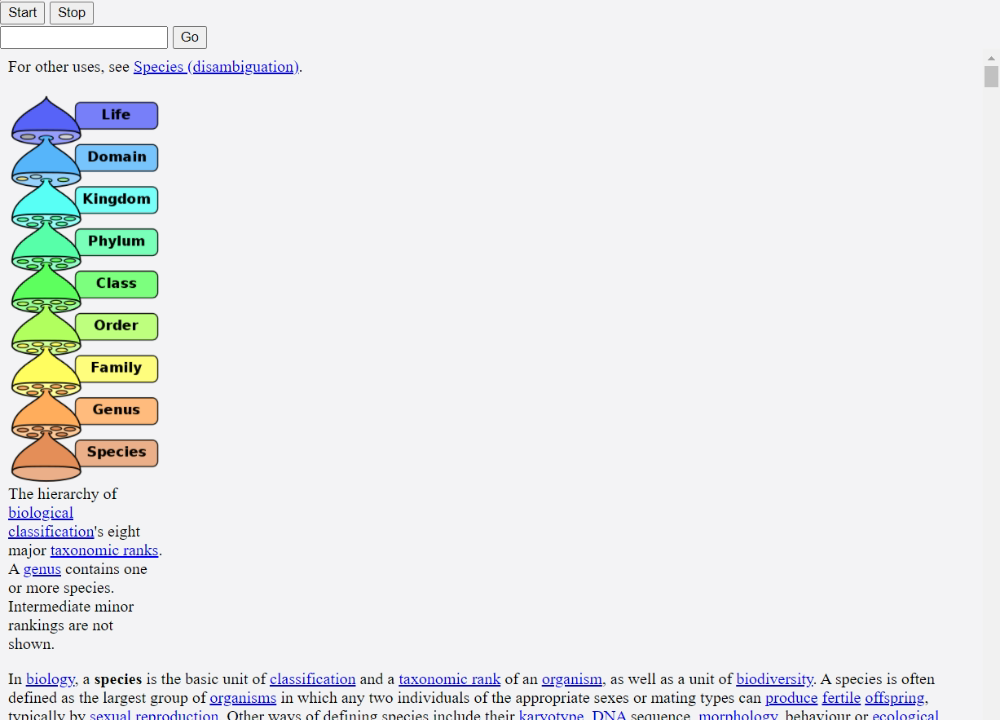 Start Stop
Go
For other uses, see Species (disambiguation).
Life
Domain
Kingdom
Phylum
Class
Order
Family
Genus
Species
The hierarchy of
biological
classification's eight
major taxonomic ranks.
A genus contains one
or more species.
Intermediate minor
rankings are not
shown.
In biology, a species is the basic unit of classification and a taxonomic rank of an organism, as well as a unit of biodiversity. A species is often
defined as the largest group of organisms in which any two individuals of the appropriate sexes or mating types can produce fertile offspring,
typically by sexual reproduction. Other ways of defining species include their karyotype, DNA sequence, morphology, behaviour or ecological